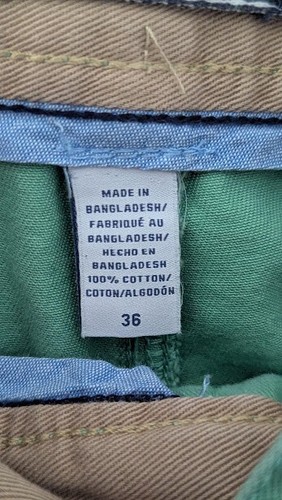 MADE IN
BANGLADESH/
FABRIQUÉ AU
BANGLADESH/
HECHO EN
BANGLADESH
100% COTTON/
COTON/ALGODÓN
36